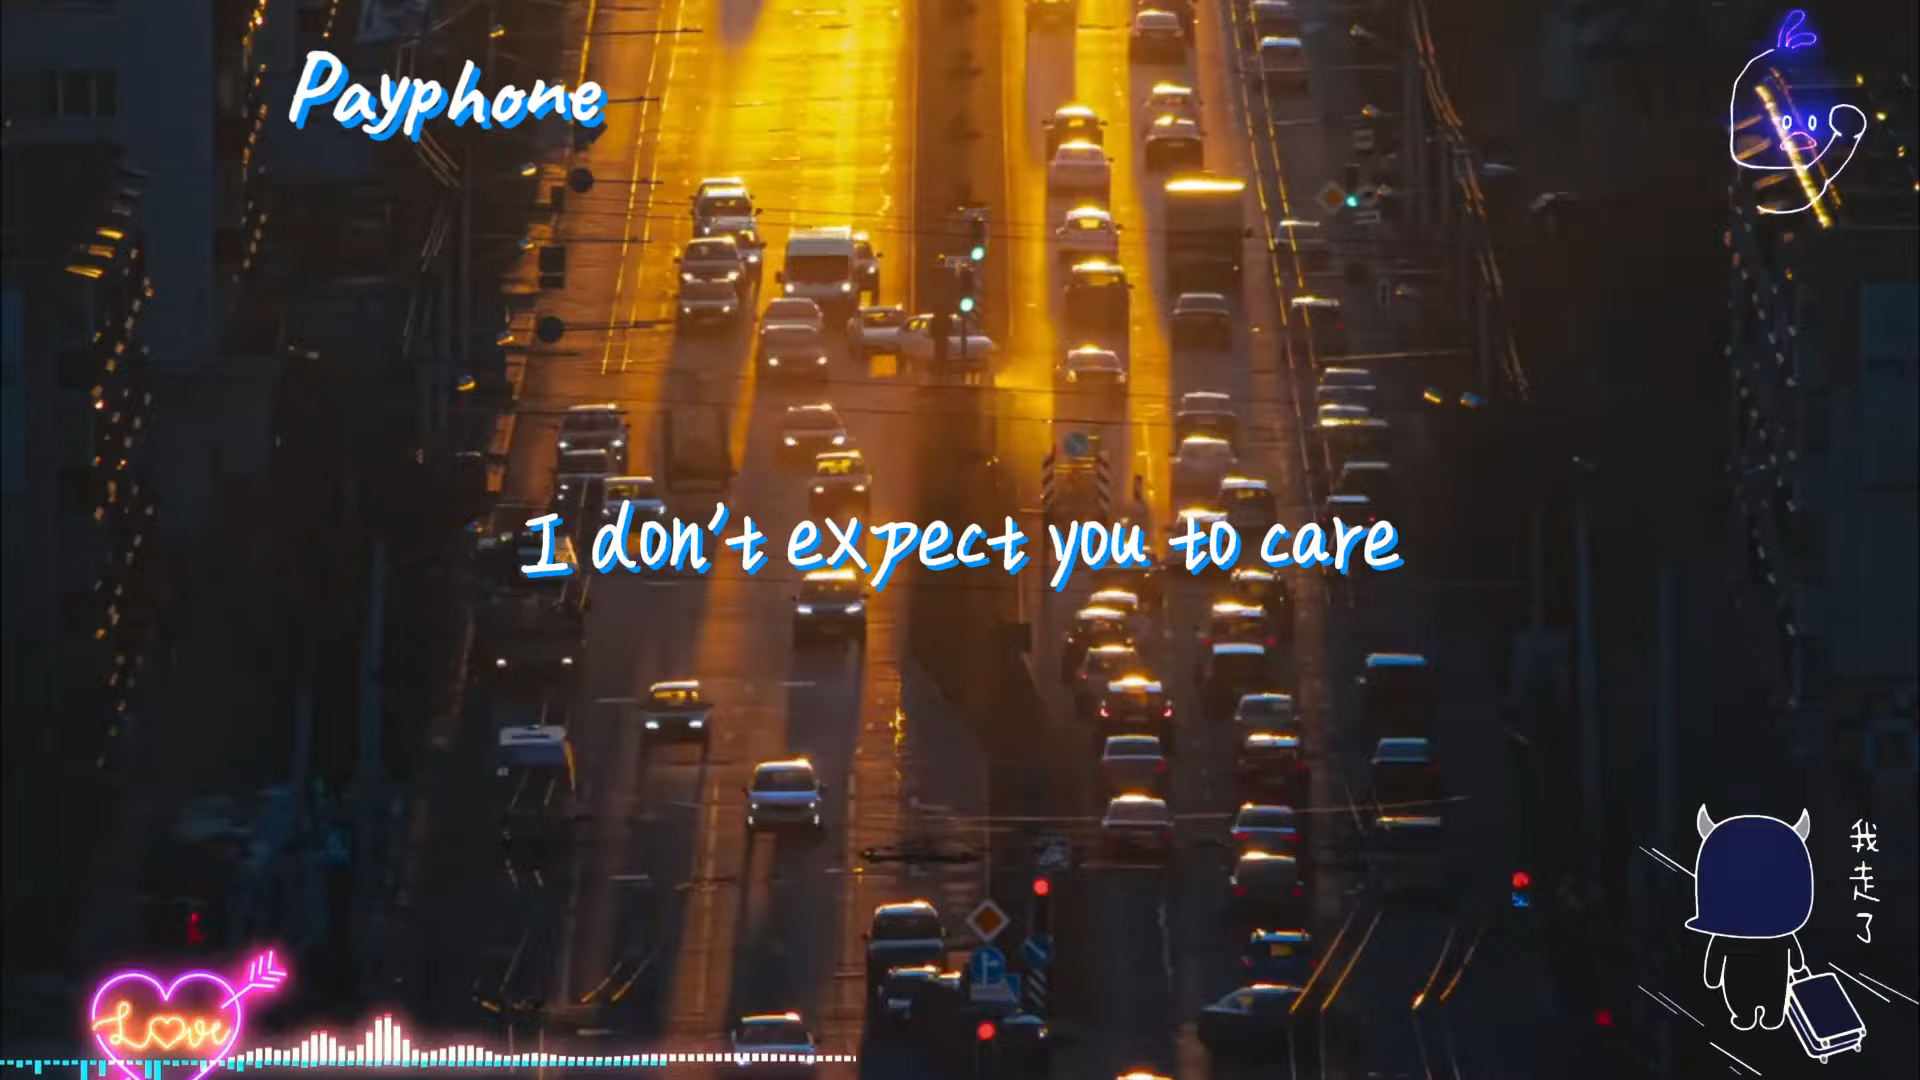 Payphone
I don't expect you to care
我走了
Love